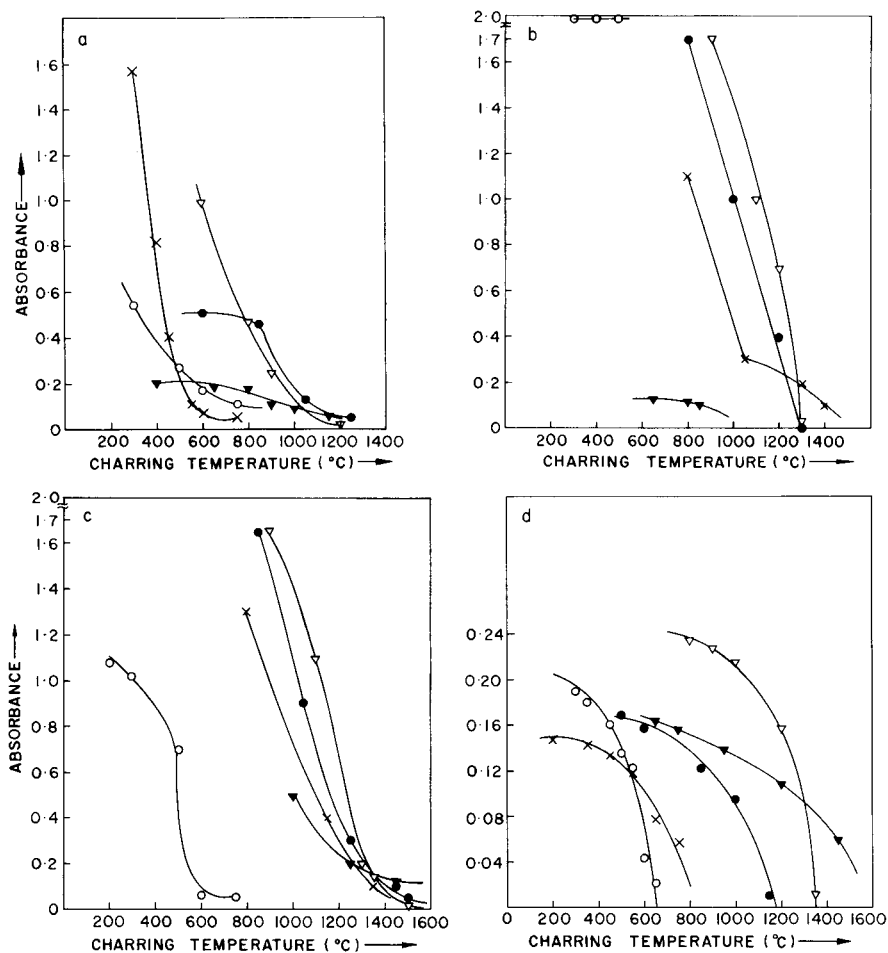 a
1·6
1·4
1·2
1·0
0·8
0·6
0·4
0·2
0
200 400 600 800 1000 1200 1400
ABSORBANCE
CHARRING TEMPERATURE (°C)
b
2·0
1·7
1·6
1·4
1·2
1·0
0·8
0·6
0·4
0·2
0
0 200 400 600 800 1000 1200 1400
CHARRING TEMPERATURE (°C)
c
2·0
1·7
1·6
1·4
1·2
1·0
0·8
0·6
0·4
0·2
0
200 400 600 800 1000 1200 1400 1600
ABSORBANCE
CHARRING TEMPERATURE (°C)
d
0·24
0·20
0·16
0·12
0·08
0·04
0 200 400 600 800 1000 1200 1400 1600
CHARRING TEMPERATURE (°C)